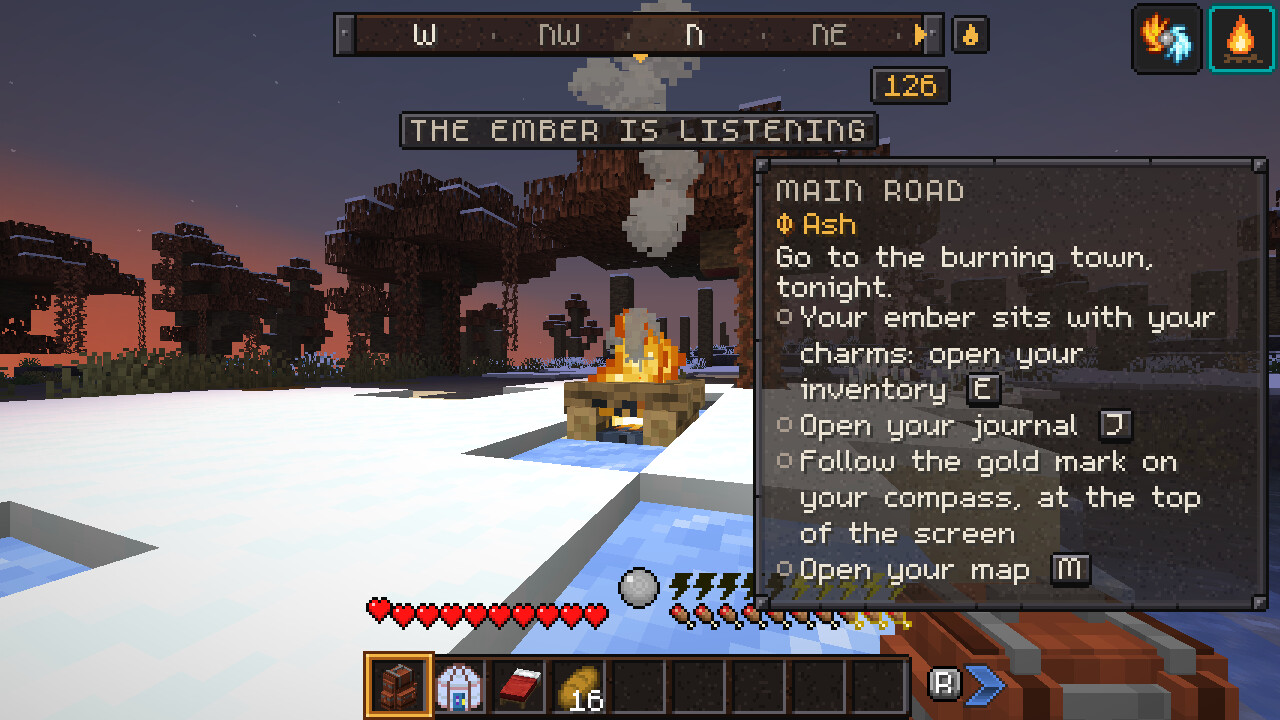 W NW N NE
126
THE EMBER IS LISTENING
MAIN ROAD
Ash
Go to the burning town,
tonight.
Your ember sits with your
charms: open your
inventory E
Open your journal J
Follow the gold mark on
your compass, at the top
of the screen
Open your map M
16
R